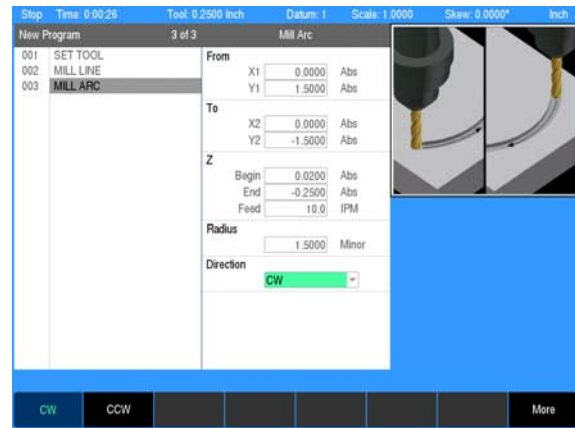 Stop Time: 0:00:26 Tool: 0.2500 Inch Datum: 1 Scale: 1.0000 Skew: 0.0000° Inch
New Program 3 of 3 Mill Arc
001 SET TOOL
002 MILL LINE
003 MILL ARC
From
X1 0.0000 Abs
Y1 1.5000 Abs
To
X2 0.0000 Abs
Y2 -1.5000 Abs
Z
Begin 0.0200 Abs
End -0.2500 Abs
Feed 10.0 IPM
Radius
1.5000 Minor
Direction
CW
CW CCW More